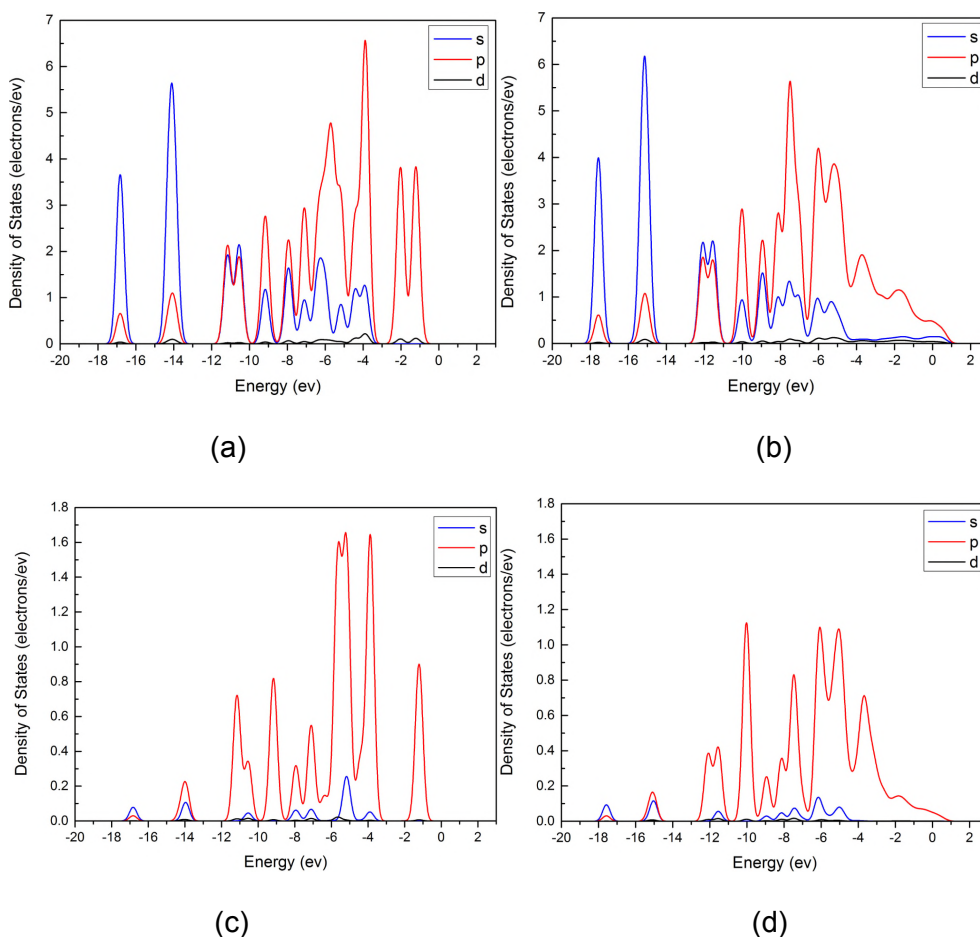 7
6
5
4
3
2
1
0
Density of States (electrons/ev)
s
p
d
-20 -18 -16 -14 -12 -10 -8 -6 -4 -2 0 2
Energy (ev)
(a)
7
6
5
4
3
2
1
0
Density of States (electrons/ev)
s
p
d
-20 -18 -16 -14 -12 -10 -8 -6 -4 -2 0 2 4
Energy (ev)
(b)
1.8
1.6
1.4
1.2
1.0
0.8
0.6
0.4
0.2
0.0
Density of States (electrons/ev)
s
p
d
-20 -18 -16 -14 -12 -10 -8 -6 -4 -2 0 2
Energy (ev)
(c)
1.8
1.6
1.4
1.2
1.0
0.8
0.6
0.4
0.2
0.0
Density of States (electrons/ev)
s
p
d
-20 -18 -16 -14 -12 -10 -8 -6 -4 -2 0 2
Energy (ev)
(d)